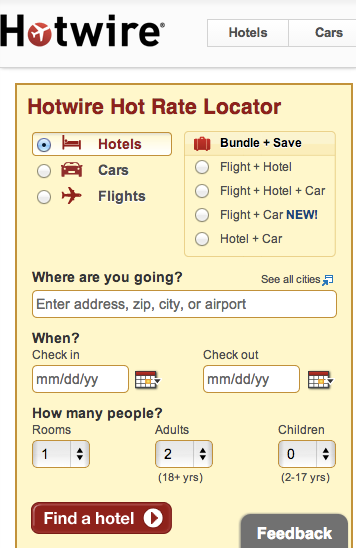 Hotwire®
Hotels Cars
Hotwire Hot Rate Locator
Hotels
Cars
Flights
Bundle + Save
Flight + Hotel
Flight + Hotel + Car
Flight + Car NEW!
Hotel + Car
Where are you going? See all cities
Enter address, zip, city, or airport
When?
Check in Check out
mm/dd/yy mm/dd/yy
How many people?
Rooms Adults Children
1 2 0
(18+ yrs) (2-17 yrs)
Find a hotel
Feedback